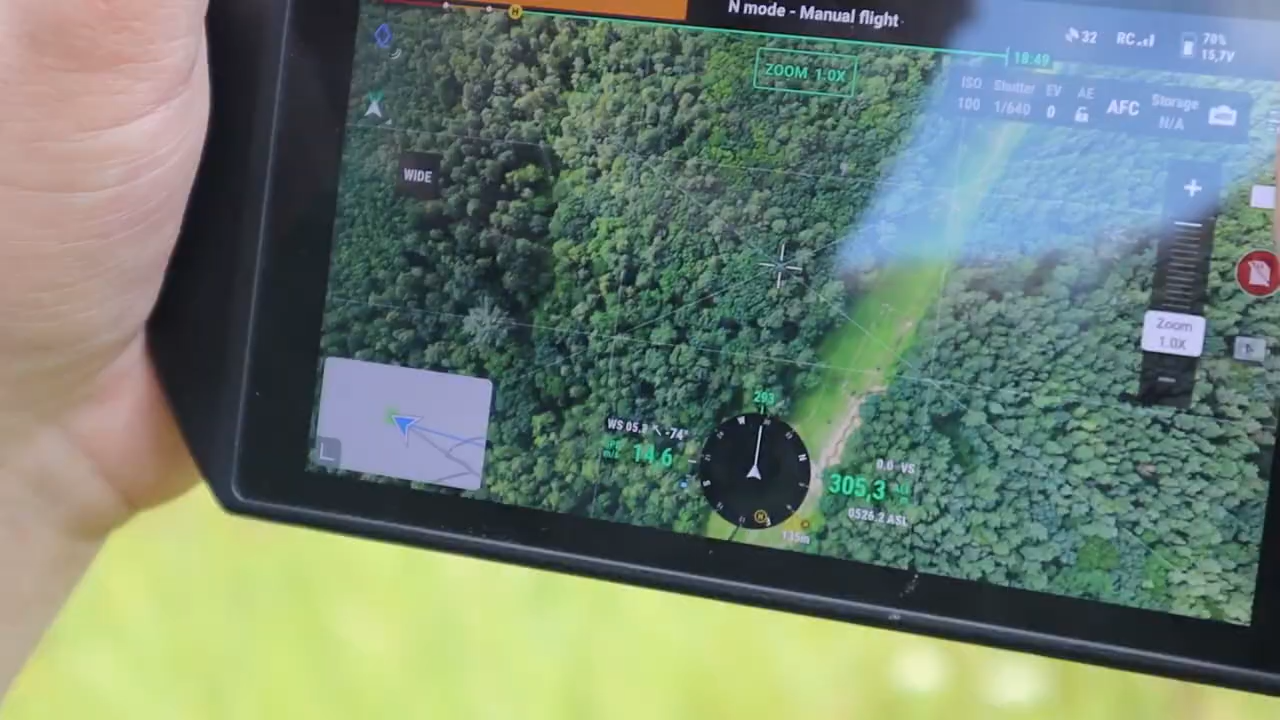 N mode - Manual flight
H
32
RC
70%
15,7V
18:49
ZOOM 1.0X
ISO
100
Shutter
1/640
EV
0
AE
AFC
Storage
N/A
WIDE
+
Zoom
1.0X
293
-74°
14,6
N
H
0.0 VS
305,3
0526.2 ASL